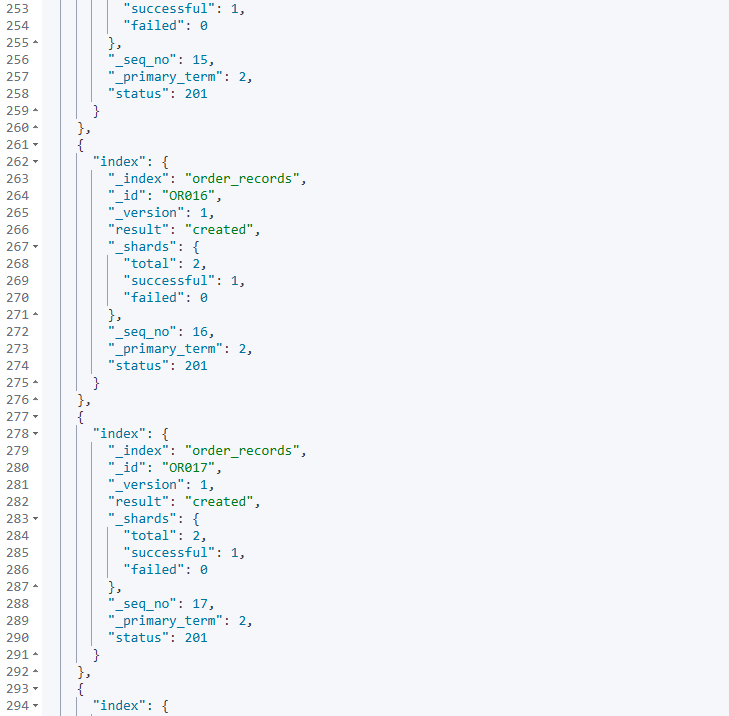 253 "successful": 1,
254 "failed": 0
255 },
256 "_seq_no": 15,
257 "_primary_term": 2,
258 "status": 201
259 }
260 },
261 {
262 "index": {
263 "_index": "order_records",
264 "_id": "OR016",
265 "_version": 1,
266 "result": "created",
267 "_shards": {
268 "total": 2,
269 "successful": 1,
270 "failed": 0
271 },
272 "_seq_no": 16,
273 "_primary_term": 2,
274 "status": 201
275 }
276 },
277 {
278 "index": {
279 "_index": "order_records",
280 "_id": "OR017",
281 "_version": 1,
282 "result": "created",
283 "_shards": {
284 "total": 2,
285 "successful": 1,
286 "failed": 0
287 },
288 "_seq_no": 17,
289 "_primary_term": 2,
290 "status": 201
291 }
292 },
293 {
294 "index": {